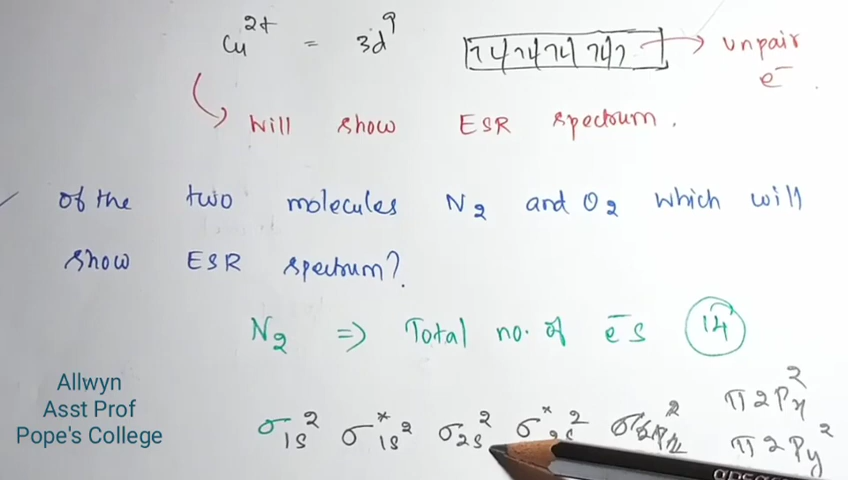 Cu²⁺ = 3d⁹ unpair
e⁻
will show ESR spectrum.
of the two molecules N₂ and O₂ which will
show ESR spectrum?
N₂ ⇒ Total no. of e̅s 14
σ1s² σ*1s² σ2s² σ*2s² σ2Pz² π2Px²
π2Py²
Allwyn
Asst Prof
Pope's College